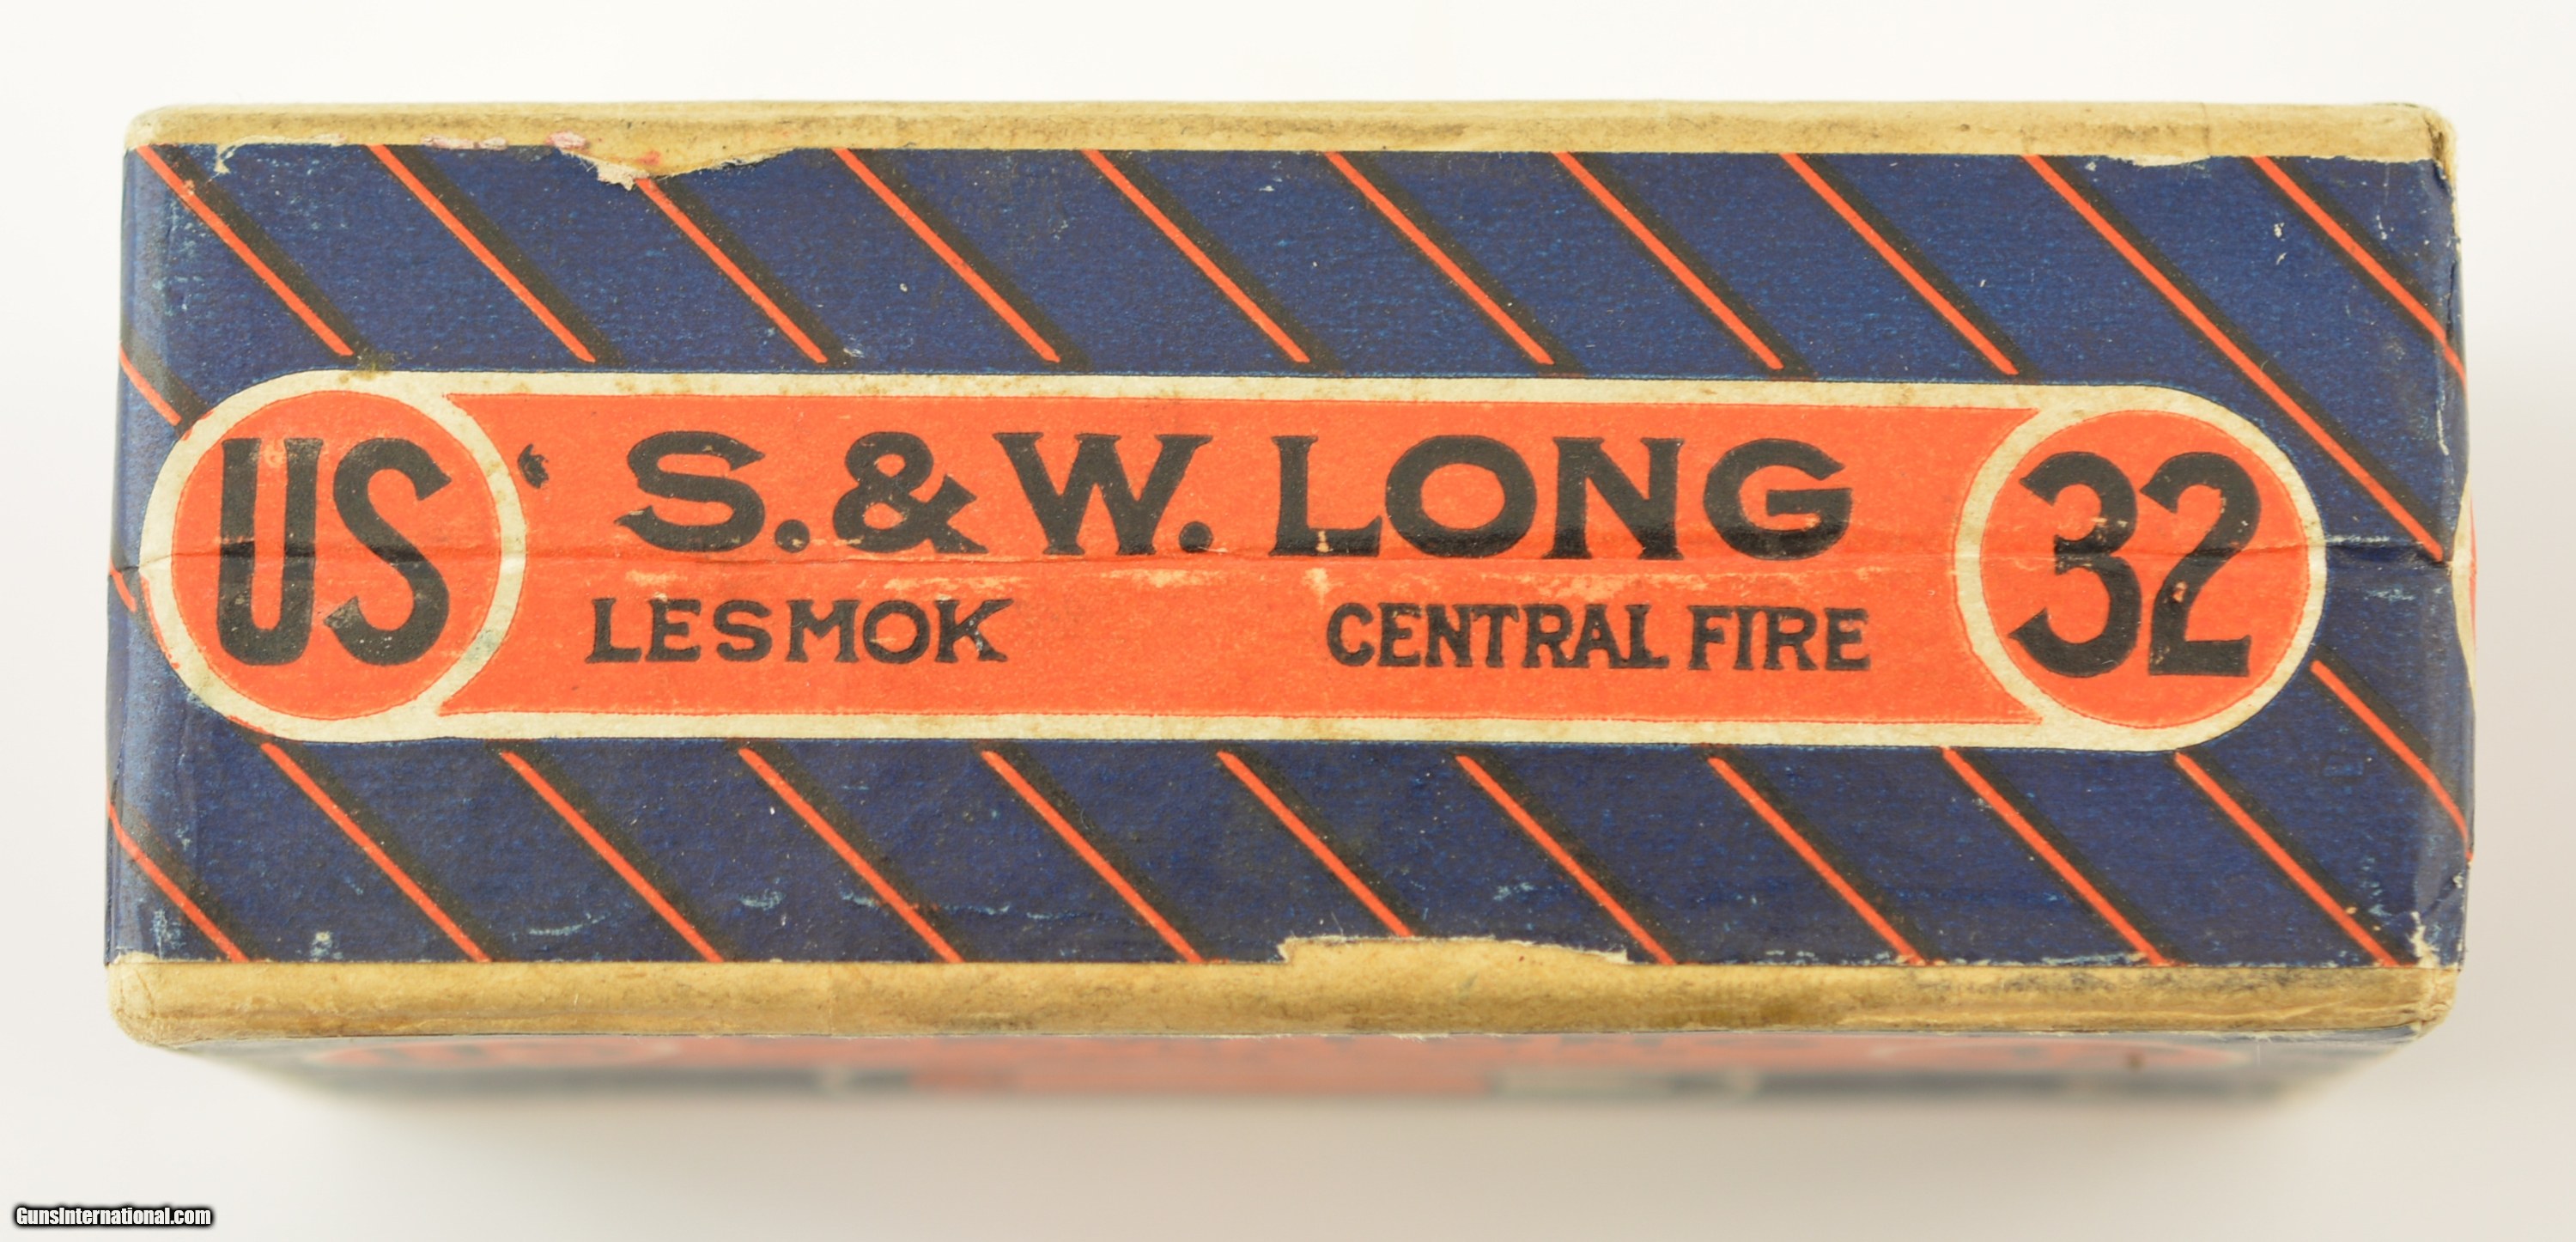 US
S. & W. LONG
32
LESMOK CENTRAL FIRE
GunsInternational.com